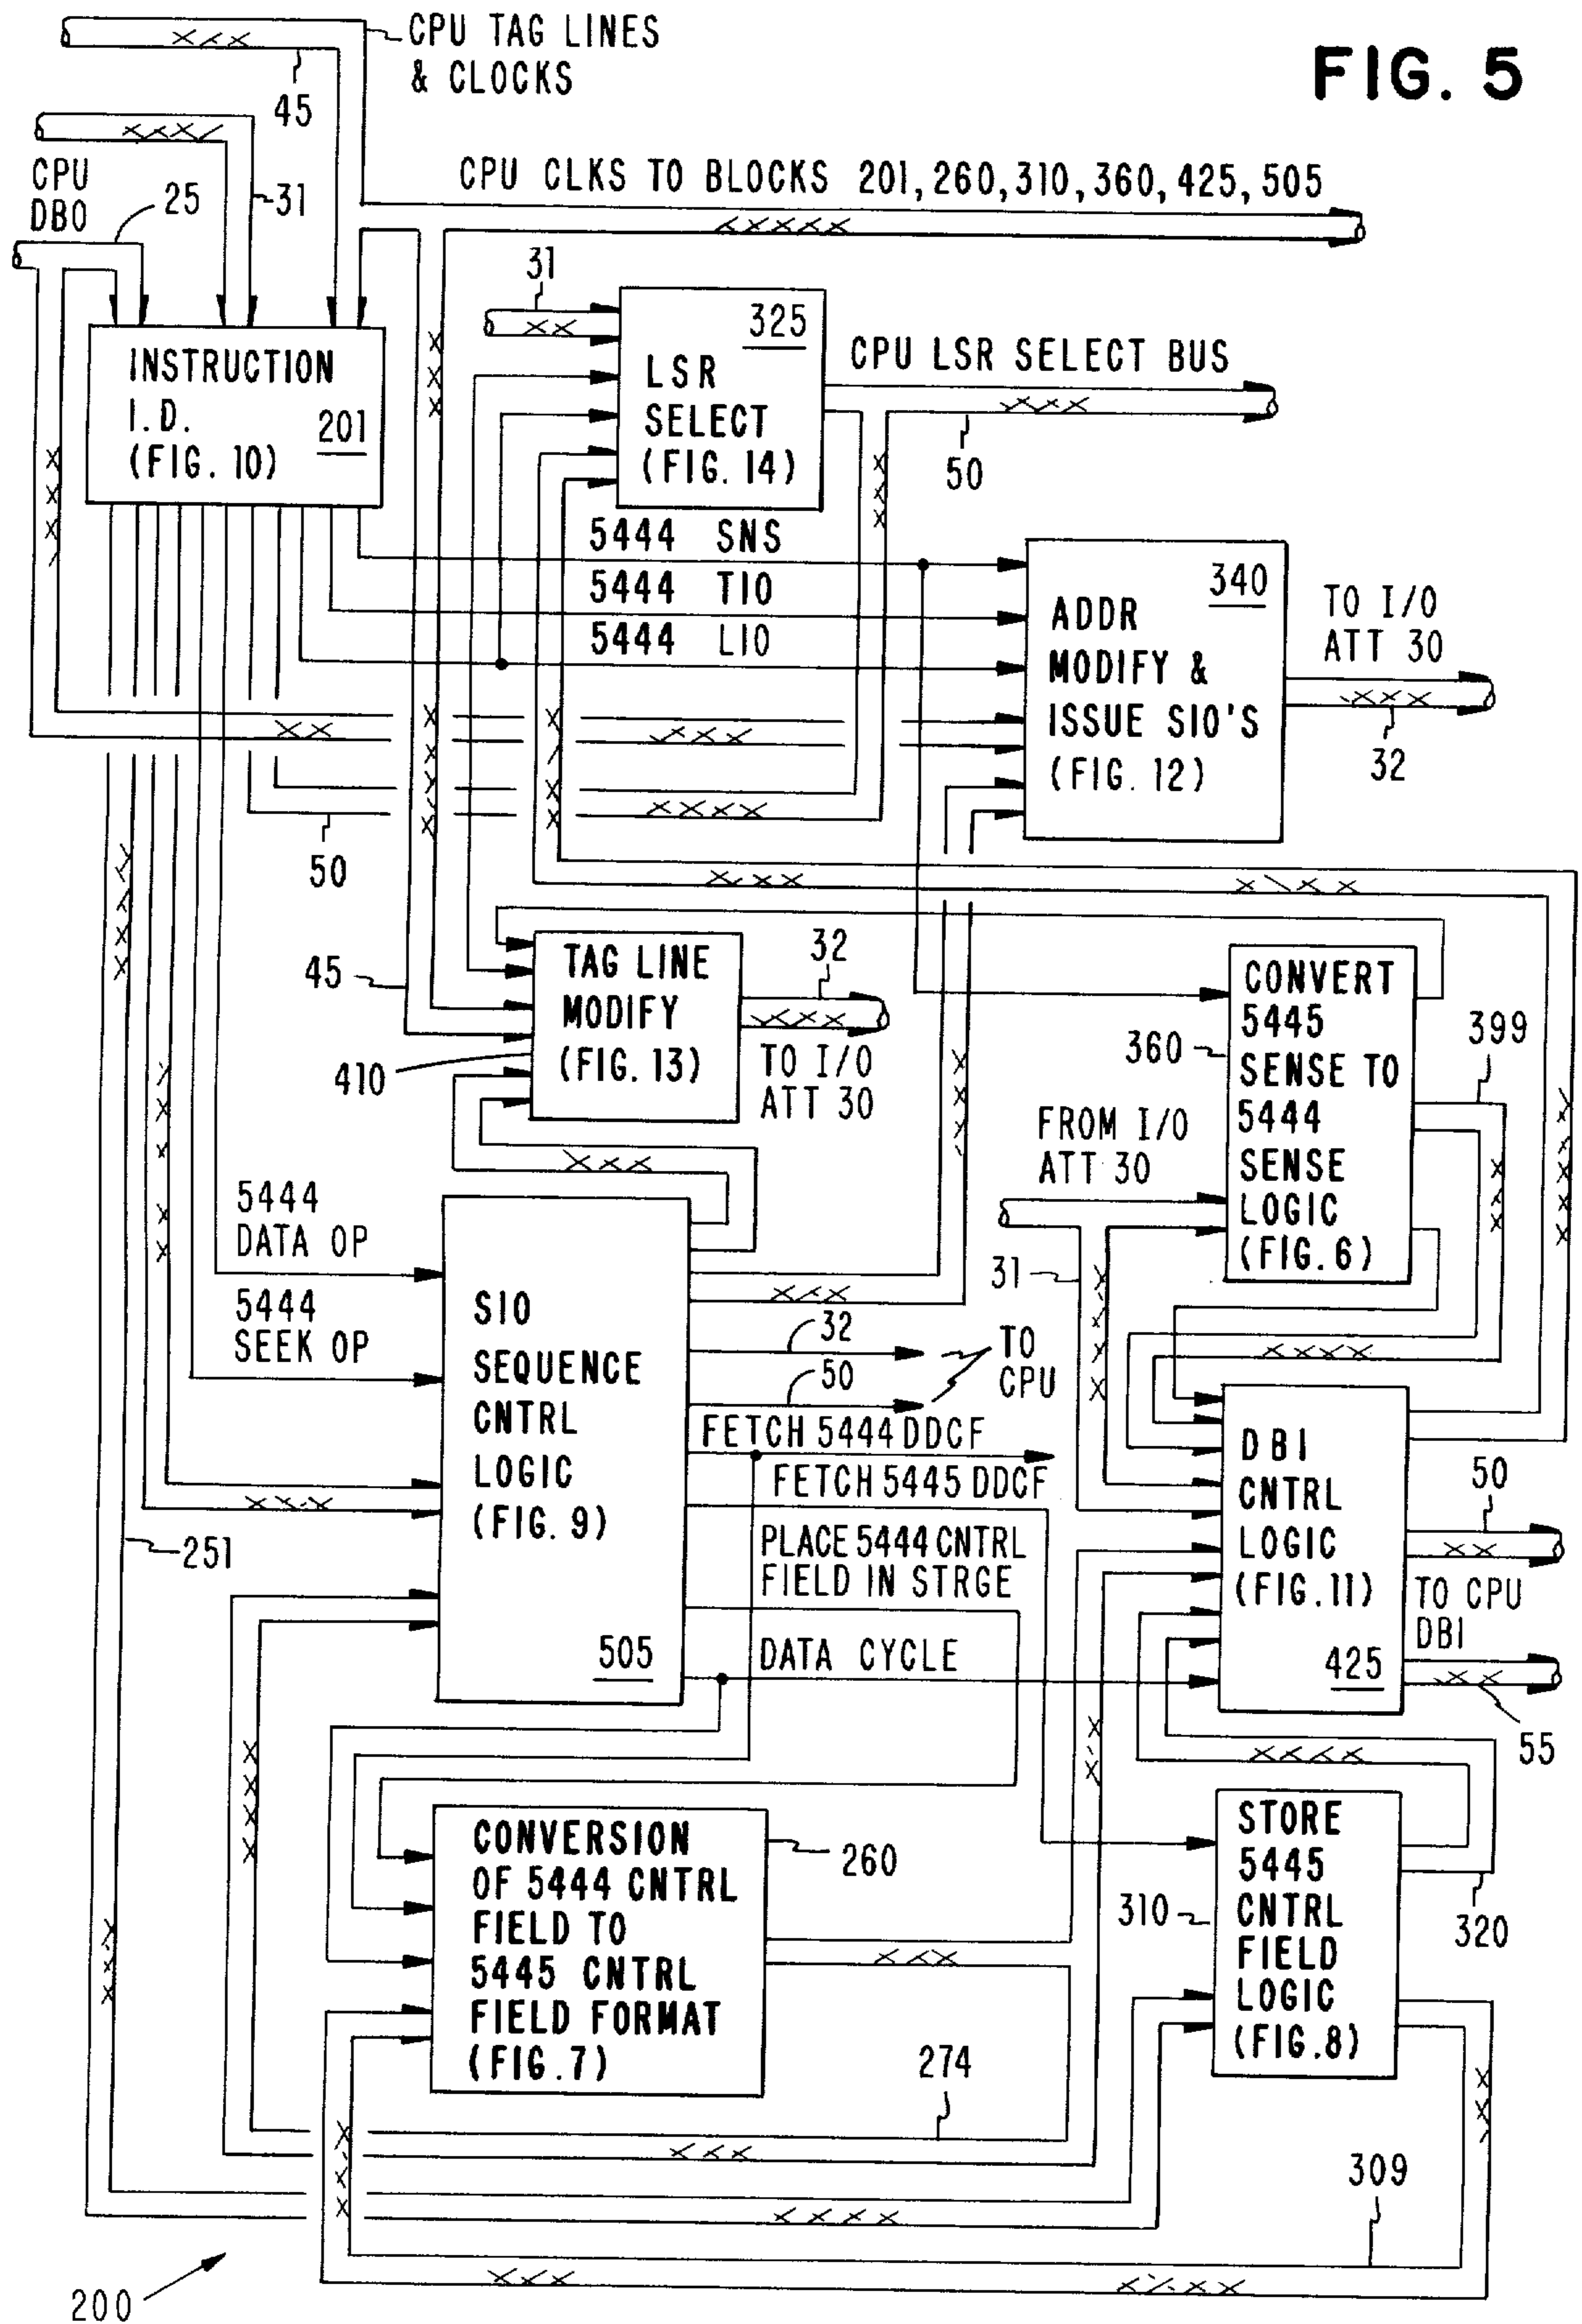 FIG. 5
CPU TAG LINES
& CLOCKS
45
CPU
DBO
25
31
CPU CLKS TO BLOCKS 201,260,310,360,425,505
INSTRUCTION
I.D.
(FIG. 10)
201
31
325
LSR
SELECT
(FIG. 14)
CPU LSR SELECT BUS
50
5444 SNS
5444 TIO
5444 LIO
340
ADDR
MODIFY &
ISSUE SIO'S
(FIG. 12)
TO I/O
ATT 30
32
50
45
TAG LINE
MODIFY
(FIG. 13)
410
32
TO I/O
ATT 30
CONVERT
5445
SENSE TO
5444
SENSE
LOGIC
(FIG. 6)
360
399
FROM I/O
ATT 30
31
5444
DATA OP
5444
SEEK OP
SIO
SEQUENCE
CNTRL
LOGIC
(FIG. 9)
505
32
50
TO
CPU
FETCH 5444 DDCF
FETCH 5445 DDCF
PLACE 5444 CNTRL
FIELD IN STRGE
DATA CYCLE
251
DBI
CNTRL
LOGIC
(FIG. 11)
425
50
TO CPU
DBI
55
CONVERSION
OF 5444 CNTRL
FIELD TO
5445 CNTRL
FIELD FORMAT
(FIG. 7)
260
STORE
5445
CNTRL
FIELD
LOGIC
(FIG. 8)
310
320
274
309
200